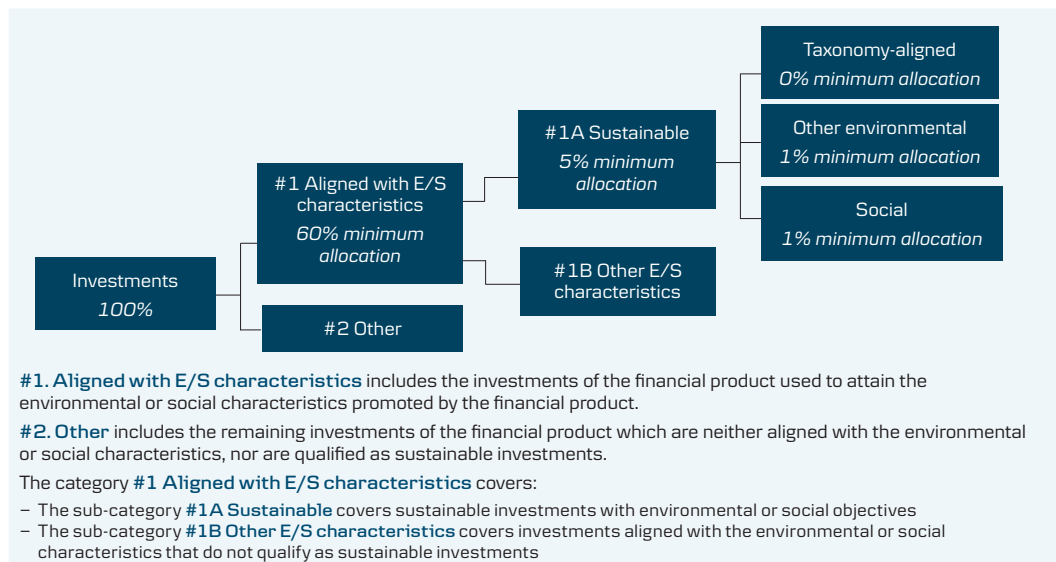 Taxonomy-aligned
0% minimum allocation
Other environmental
1% minimum allocation
Social
1% minimum allocation
#1A Sustainable
5% minimum
allocation
#1 Aligned with E/S
characteristics
60% minimum
allocation
#1B Other E/S
characteristics
Investments
100%
#2 Other
#1. Aligned with E/S characteristics includes the investments of the financial product used to attain the
environmental or social characteristics promoted by the financial product.
#2. Other includes the remaining investments of the financial product which are neither aligned with the environmental
or social characteristics, nor are qualified as sustainable investments.
The category #1 Aligned with E/S characteristics covers:
– The sub-category #1A Sustainable covers sustainable investments with environmental or social objectives
– The sub-category #1B Other E/S characteristics covers investments aligned with the environmental or social
characteristics that do not qualify as sustainable investments